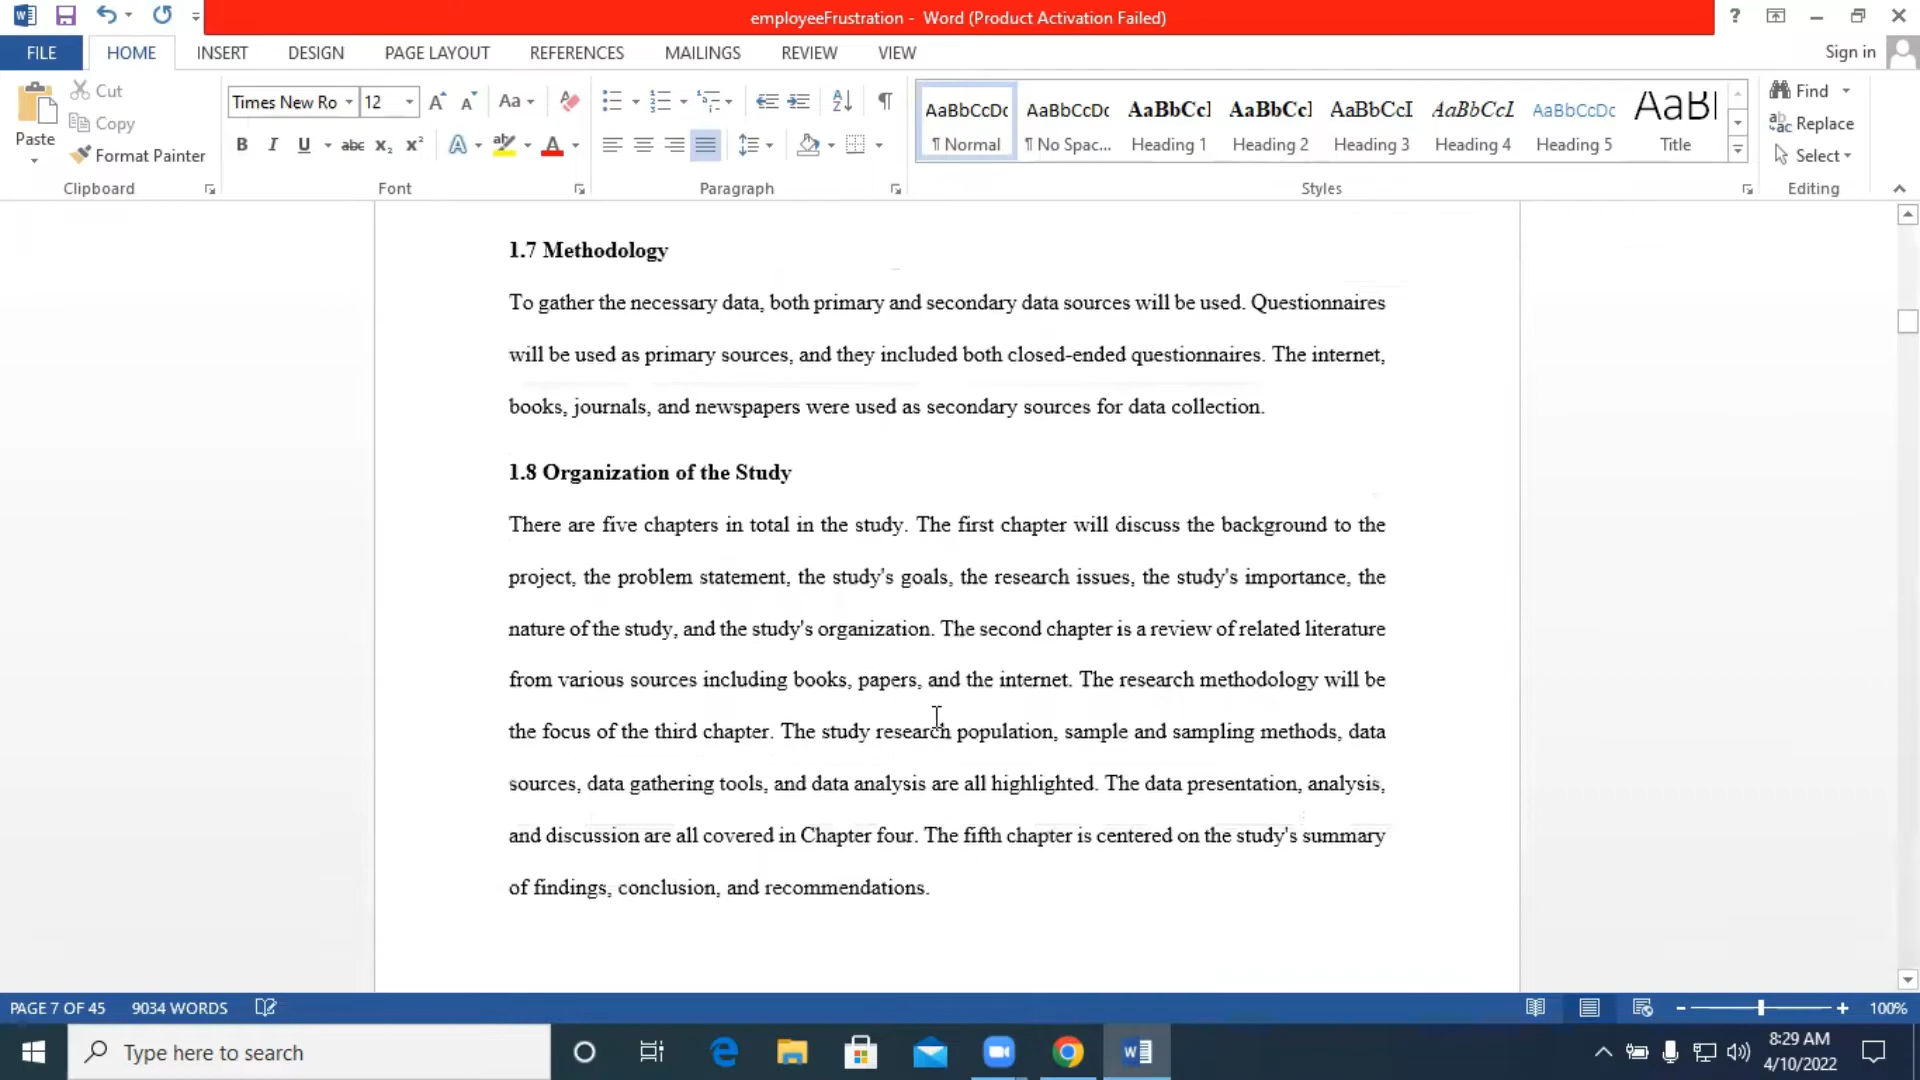 employeeFrustration - Word (Product Activation Failed)
FILE HOME INSERT DESIGN PAGE LAYOUT REFERENCES MAILINGS REVIEW VIEW Sign in
Paste
Cut
Copy
Format Painter
Times New Ro 12
AaBbCcDc ¶ Normal
AaBbCcDc ¶ No Spac...
AaBbCcI Heading 1
AaBbCcI Heading 2
AaBbCcI Heading 3
AaBbCcL Heading 4
AaBbCcDc Heading 5
AaBI Title
Find
Replace
Select
Clipboard Font Paragraph Styles Editing
1.7 Methodology
To gather the necessary data, both primary and secondary data sources will be used. Questionnaires
will be used as primary sources, and they included both closed-ended questionnaires. The internet,
books, journals, and newspapers were used as secondary sources for data collection.
1.8 Organization of the Study
There are five chapters in total in the study. The first chapter will discuss the background to the
project, the problem statement, the study's goals, the research issues, the study's importance, the
nature of the study, and the study's organization. The second chapter is a review of related literature
from various sources including books, papers, and the internet. The research methodology will be
the focus of the third chapter. The study research population, sample and sampling methods, data
sources, data gathering tools, and data analysis are all highlighted. The data presentation, analysis,
and discussion are all covered in Chapter four. The fifth chapter is centered on the study's summary
of findings, conclusion, and recommendations.
PAGE 7 OF 45 9034 WORDS 100%
Type here to search
8:29 AM
4/10/2022